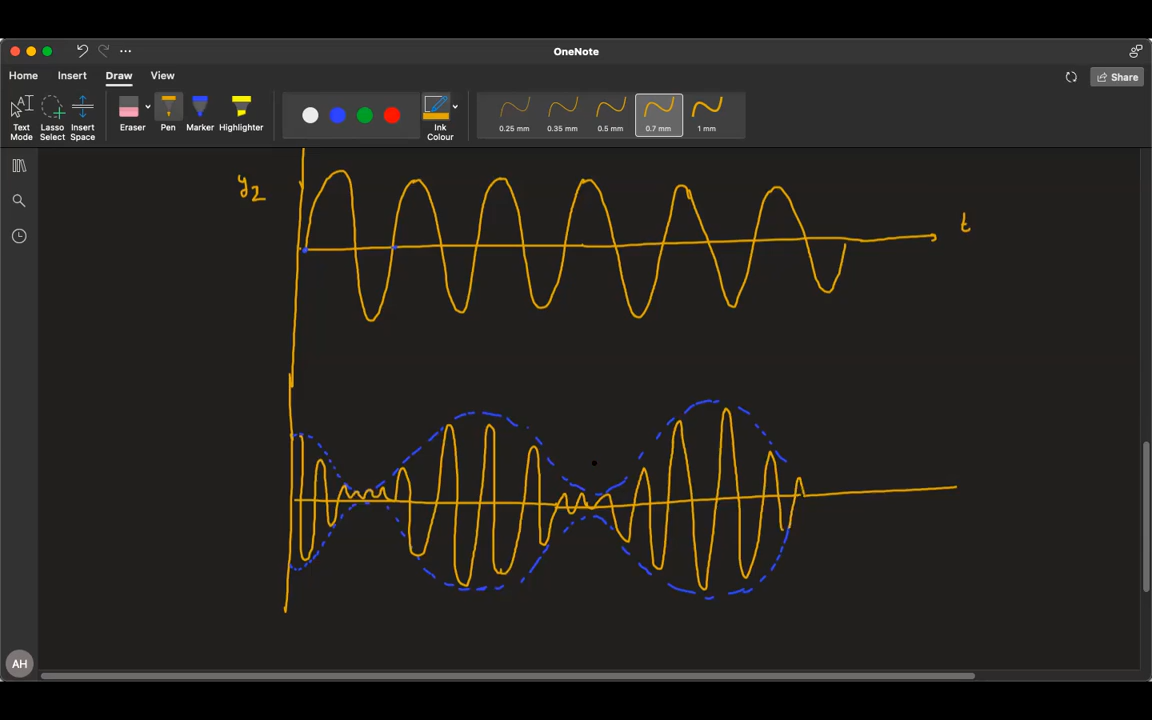 OneNote
Home Insert Draw View
Share
Text Mode
Lasso Select
Insert Space
Eraser
Pen
Marker
Highlighter
Ink Colour
0.25 mm
0.35 mm
0.5 mm
0.7 mm
1 mm
y2
t
AH